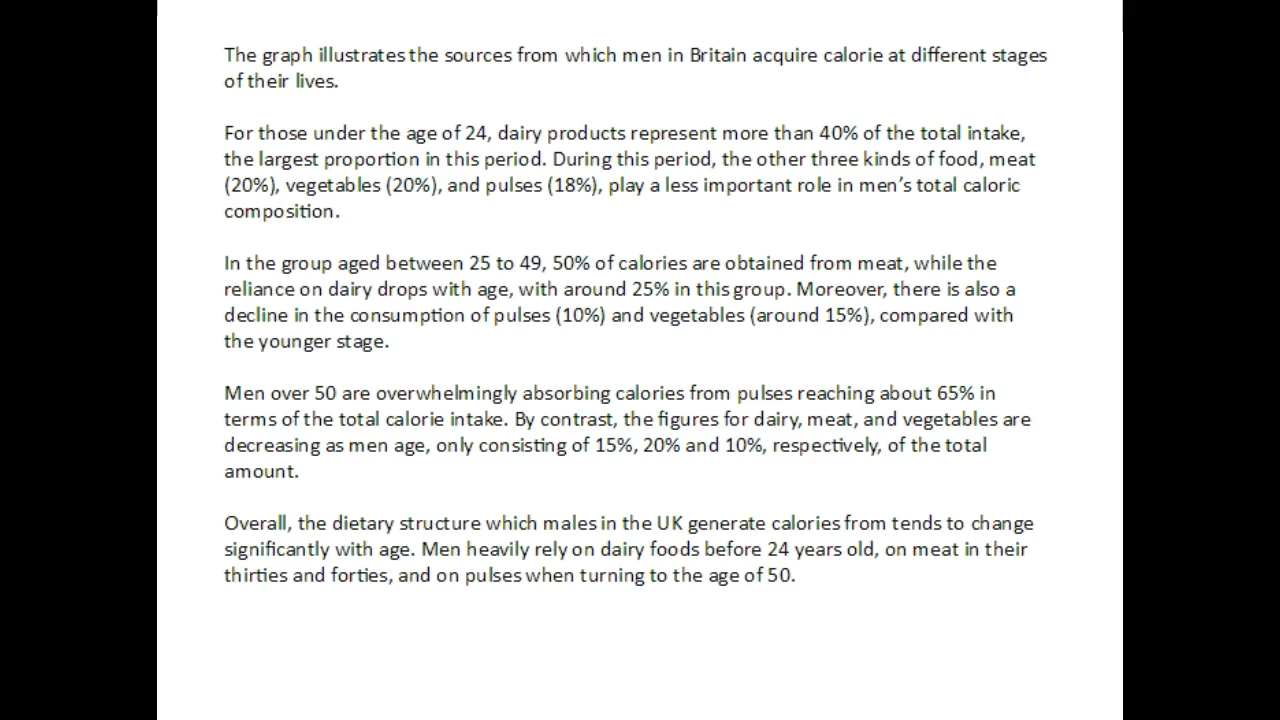 The graph illustrates the sources from which men in Britain acquire calorie at different stages
of their lives.
For those under the age of 24, dairy products represent more than 40% of the total intake,
the largest proportion in this period. During this period, the other three kinds of food, meat
(20%), vegetables (20%), and pulses (18%), play a less important role in men’s total caloric
composition.
In the group aged between 25 to 49, 50% of calories are obtained from meat, while the
reliance on dairy drops with age, with around 25% in this group. Moreover, there is also a
decline in the consumption of pulses (10%) and vegetables (around 15%), compared with
the younger stage.
Men over 50 are overwhelmingly absorbing calories from pulses reaching about 65% in
terms of the total calorie intake. By contrast, the figures for dairy, meat, and vegetables are
decreasing as men age, only consisting of 15%, 20% and 10%, respectively, of the total
amount.
Overall, the dietary structure which males in the UK generate calories from tends to change
significantly with age. Men heavily rely on dairy foods before 24 years old, on meat in their
thirties and forties, and on pulses when turning to the age of 50.